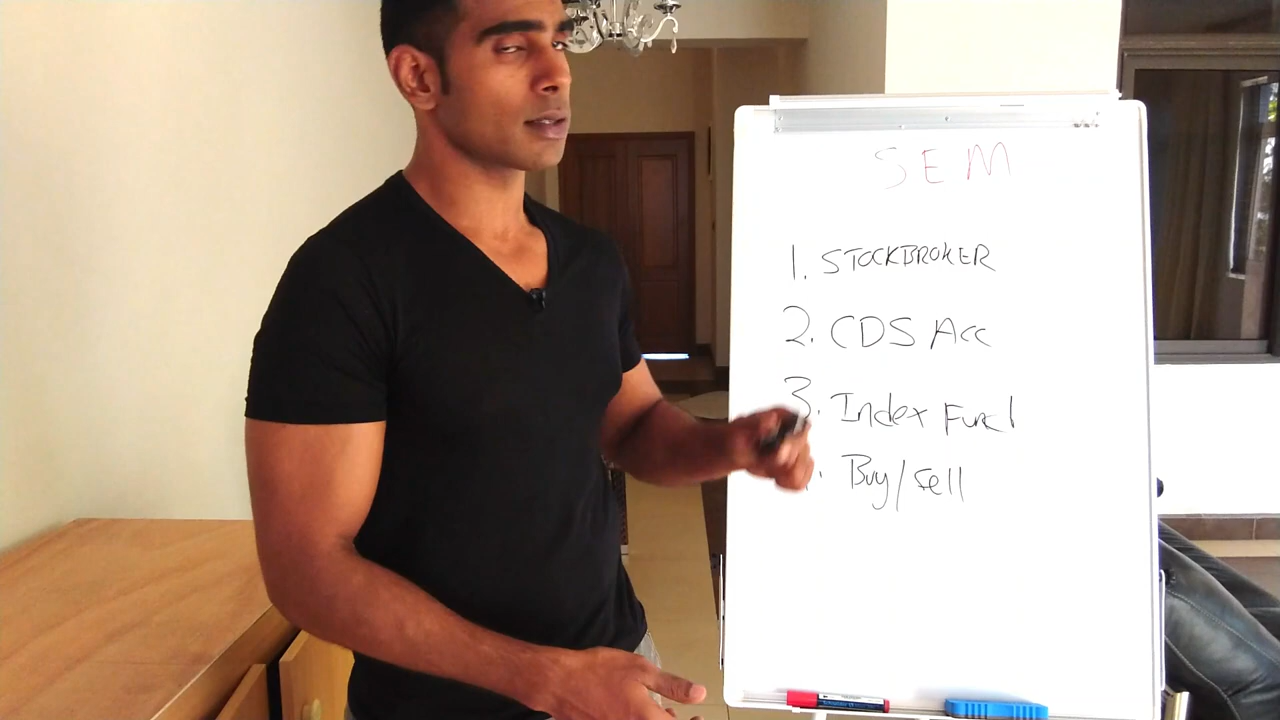 SEM
1. STOCKBROKER
2. CDS Acc
3. Index Fund
Buy/Sell